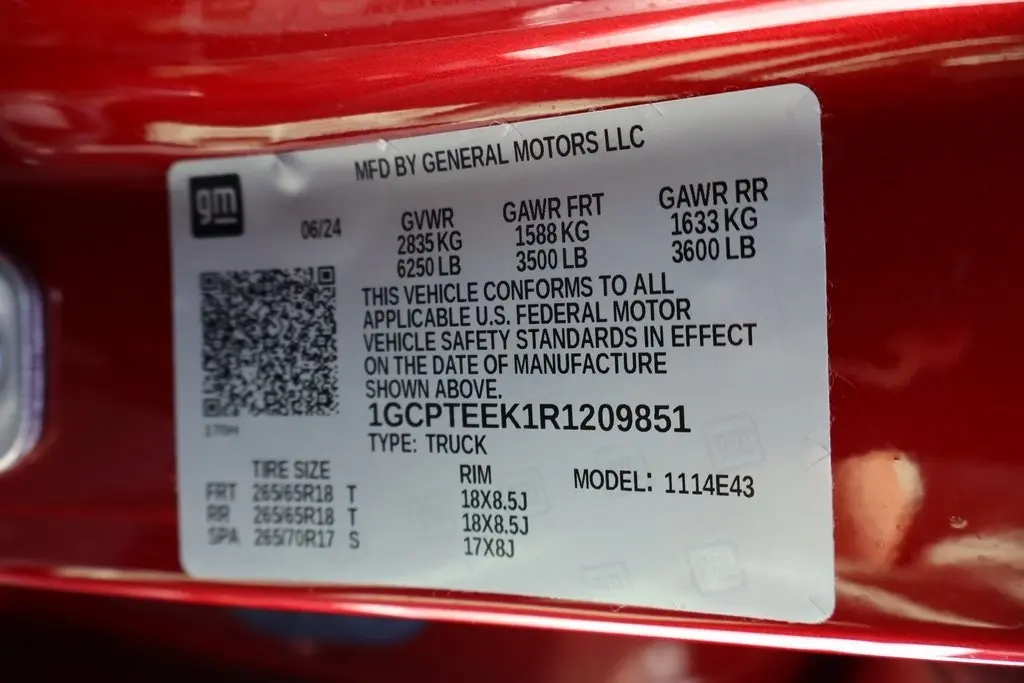 MFD BY GENERAL MOTORS LLC
gm
06/24
GVWR GAWR FRT GAWR RR
2835 KG 1588 KG 1633 KG
6250 LB 3500 LB 3600 LB
THIS VEHICLE CONFORMS TO ALL
APPLICABLE U.S. FEDERAL MOTOR
VEHICLE SAFETY STANDARDS IN EFFECT
ON THE DATE OF MANUFACTURE
SHOWN ABOVE.
1GCPTEEK1R1209851
TYPE: TRUCK
TIRE SIZE RIM MODEL: 1114E43
FRT 265/65R18 T 18X8.5J
RR 265/65R18 T 18X8.5J
SPA 265/70R17 S 17X8J